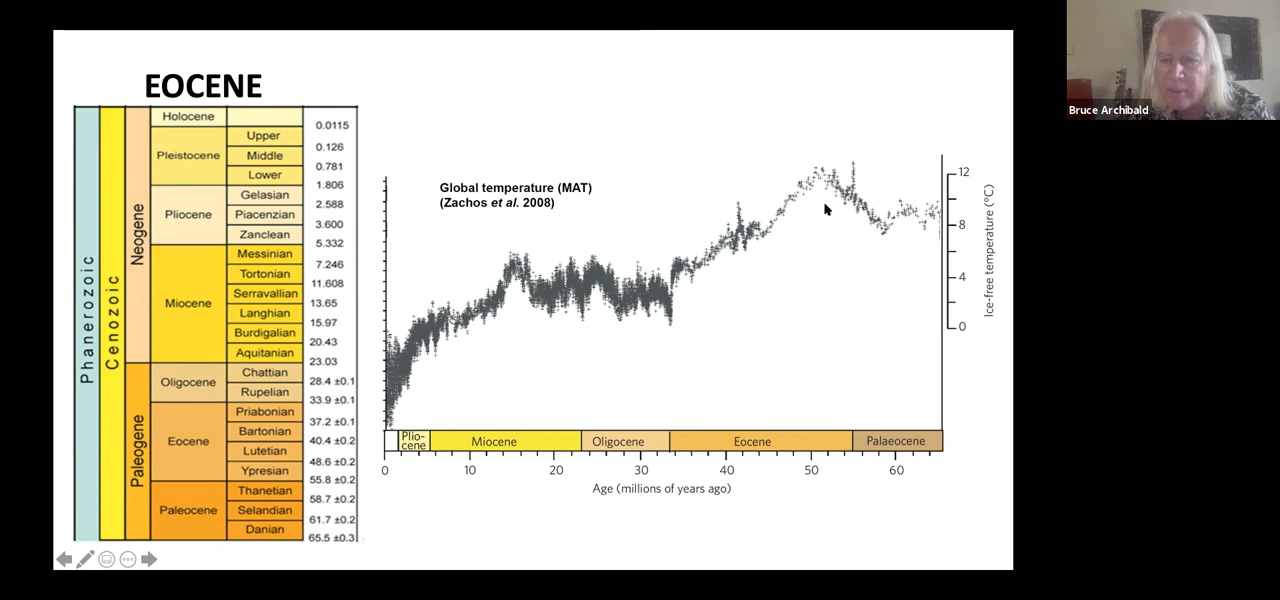 EOCENE
Phanerozoic
Cenozoic
Neogene
Paleogene
Holocene
Pleistocene
Pliocene
Miocene
Oligocene
Eocene
Paleocene
Upper
Middle
Lower
Gelasian
Piacenzian
Zanclean
Messinian
Tortonian
Serravallian
Langhian
Burdigalian
Aquitanian
Chattian
Rupelian
Priabonian
Bartonian
Lutetian
Ypresian
Thanetian
Selandian
Danian
0.0115
0.126
0.781
1.806
2.588
3.600
5.332
7.246
11.608
13.65
15.97
20.43
23.03
28.4 ±0.1
33.9 ±0.1
37.2 ±0.1
40.4 ±0.2
48.6 ±0.2
55.8 ±0.2
58.7 ±0.2
61.7 ±0.2
65.5 ±0.3
Global temperature (MAT)
(Zachos et al. 2008)
12
8
4
0
Ice-free temperature (°C)
Plio-
cene
Miocene
Oligocene
Eocene
Palaeocene
0
10
20
30
40
50
60
Age (millions of years ago)
Bruce Archibald